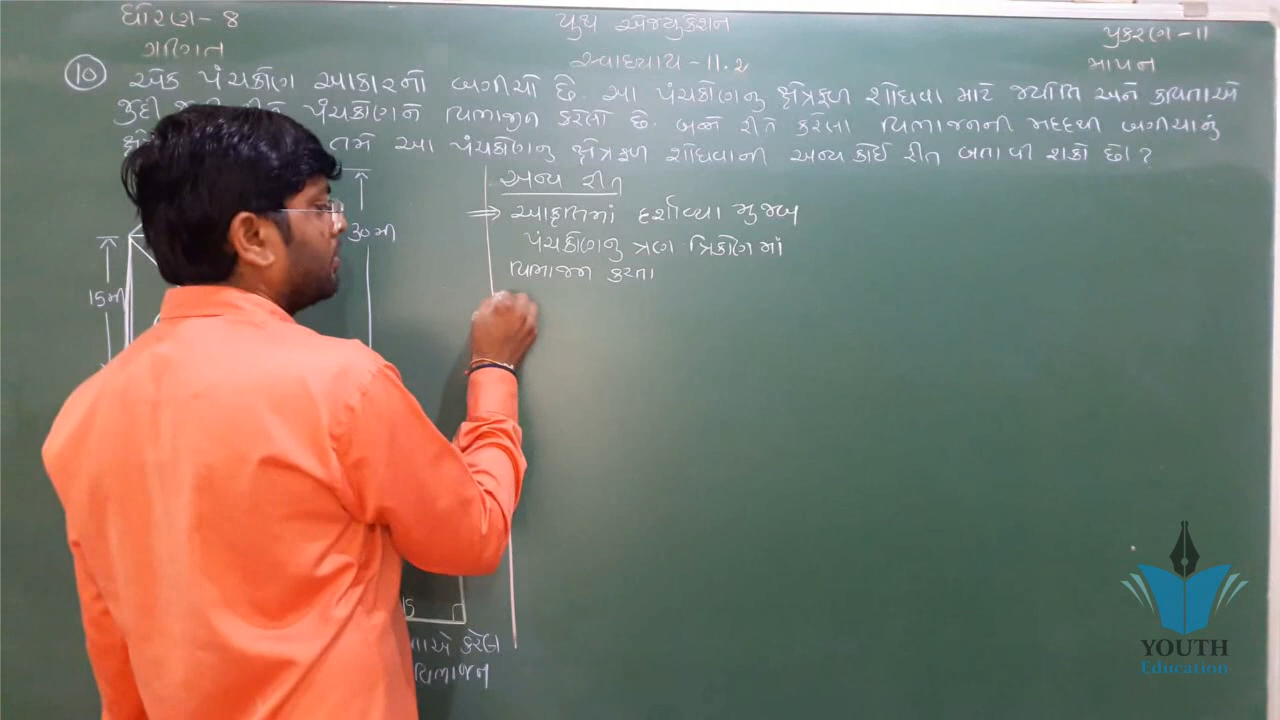 ધોરણ - 8
ગણિત
યુથ એજ્યુકેશન
સ્વાધ્યાય - 11.2
પ્રકરણ - 11
માપન
10 એક પંચકોણ આકારનો બગીચો છે. આ પંચકોણનુ ક્ષેત્રફળ શોધવા માટે જ્યોતિ અને કવિતાએ
જુદી પંચકોણને વિભાજીત કરેલો છે. બન્ને રીતે કરેલા વિભાજનની મદદથી બગીચાનું
તમે આ પંચકોણનુ ક્ષેત્રફળ શોધવાની અન્ય કોઈ રીત બતાવી શકો છો?
30 મી
15 મી
અન્ય રીત
⇒ આકૃતિમાં દર્શાવ્યા મુજબ
પંચકોણનુ ત્રણ ત્રિકોણમાં
વિભાજન કરતા
15
કરેલ
વિભાજન
YOUTH
Education